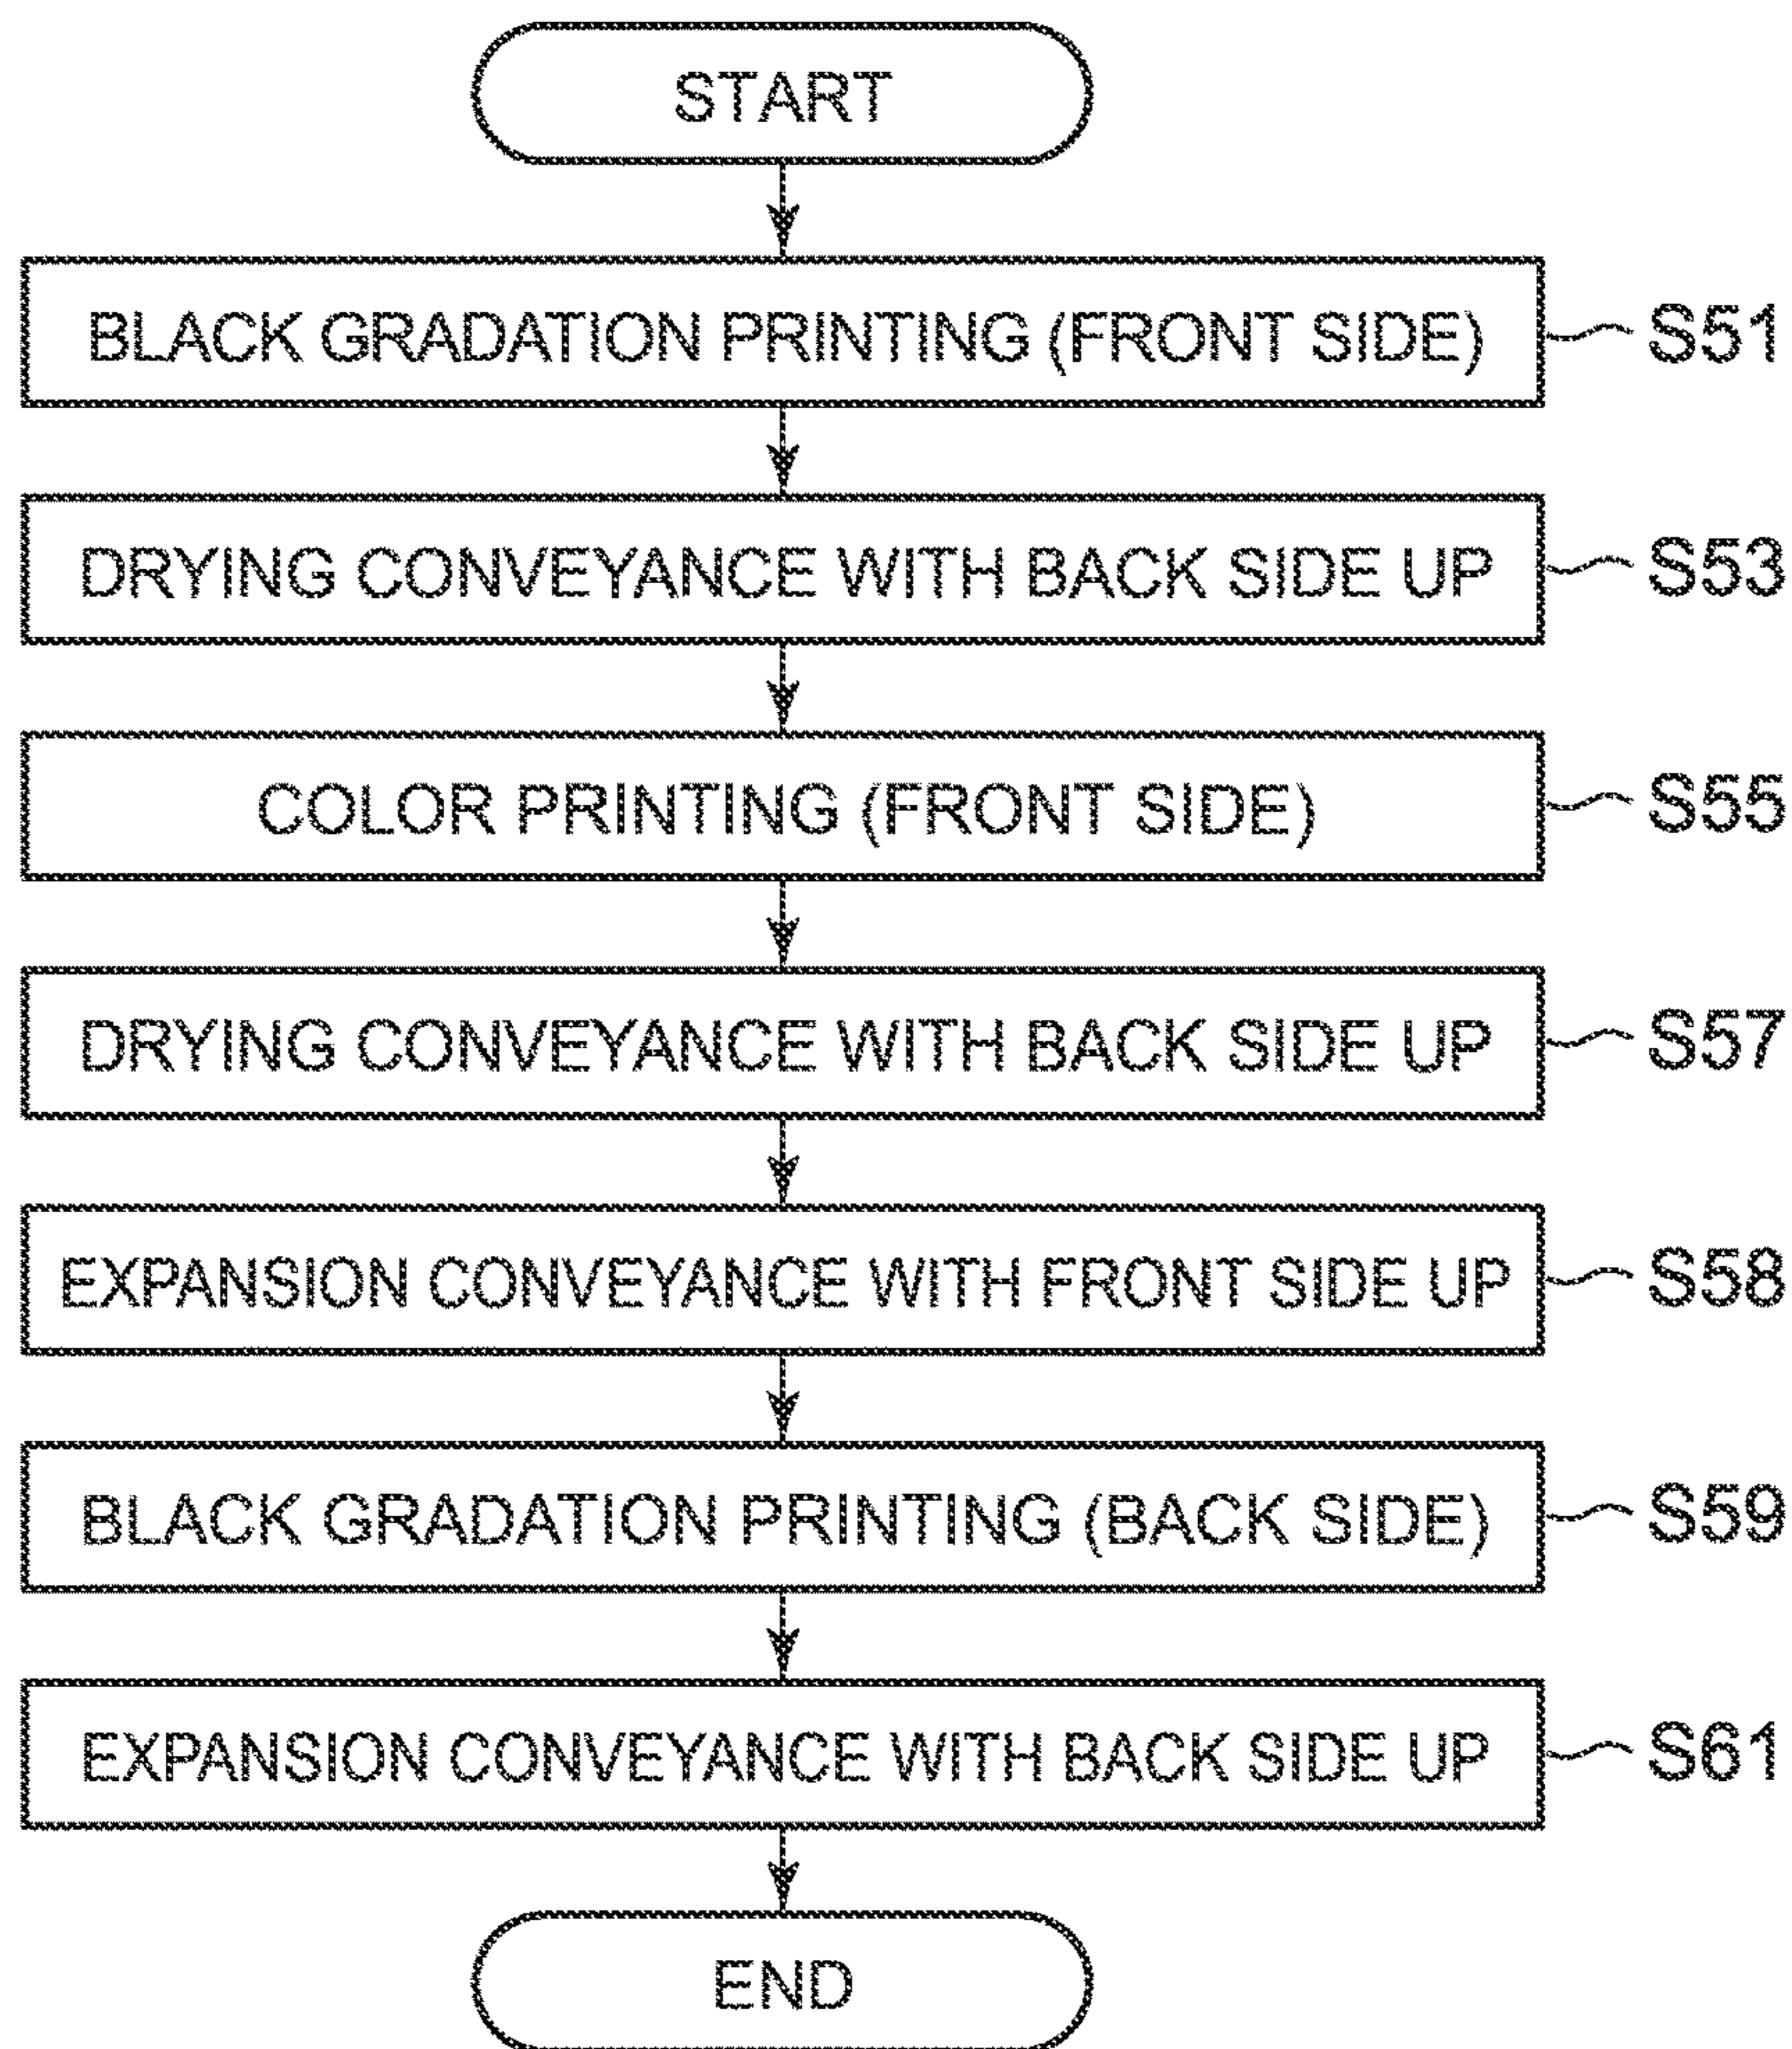 START
BLACK GRADATION PRINTING (FRONT SIDE) S51
DRYING CONVEYANCE WITH BACK SIDE UP S53
COLOR PRINTING (FRONT SIDE) S55
DRYING CONVEYANCE WITH BACK SIDE UP S57
EXPANSION CONVEYANCE WITH FRONT SIDE UP S58
BLACK GRADATION PRINTING (BACK SIDE) S59
EXPANSION CONVEYANCE WITH BACK SIDE UP S61
END